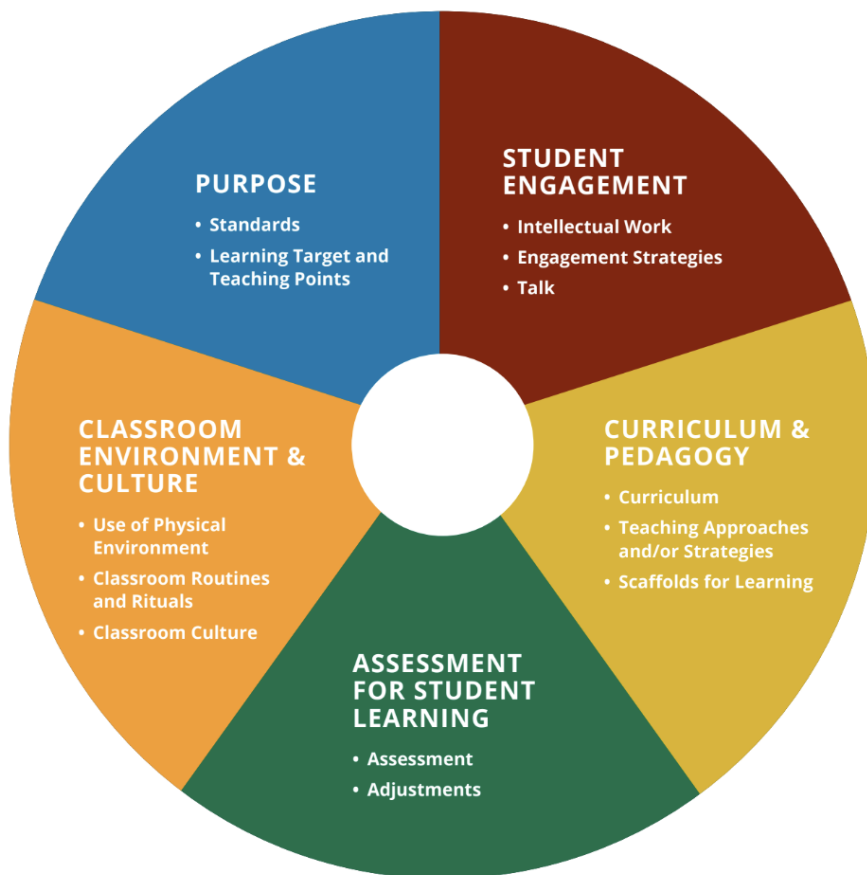 PURPOSE
• Standards
• Learning Target and
Teaching Points
STUDENT
ENGAGEMENT
• Intellectual Work
• Engagement Strategies
• Talk
CURRICULUM &
PEDAGOGY
• Curriculum
• Teaching Approaches
and/or Strategies
• Scaffolds for Learning
ASSESSMENT
FOR STUDENT
LEARNING
• Assessment
• Adjustments
CLASSROOM
ENVIRONMENT &
CULTURE
• Use of Physical
Environment
• Classroom Routines
and Rituals
• Classroom Culture